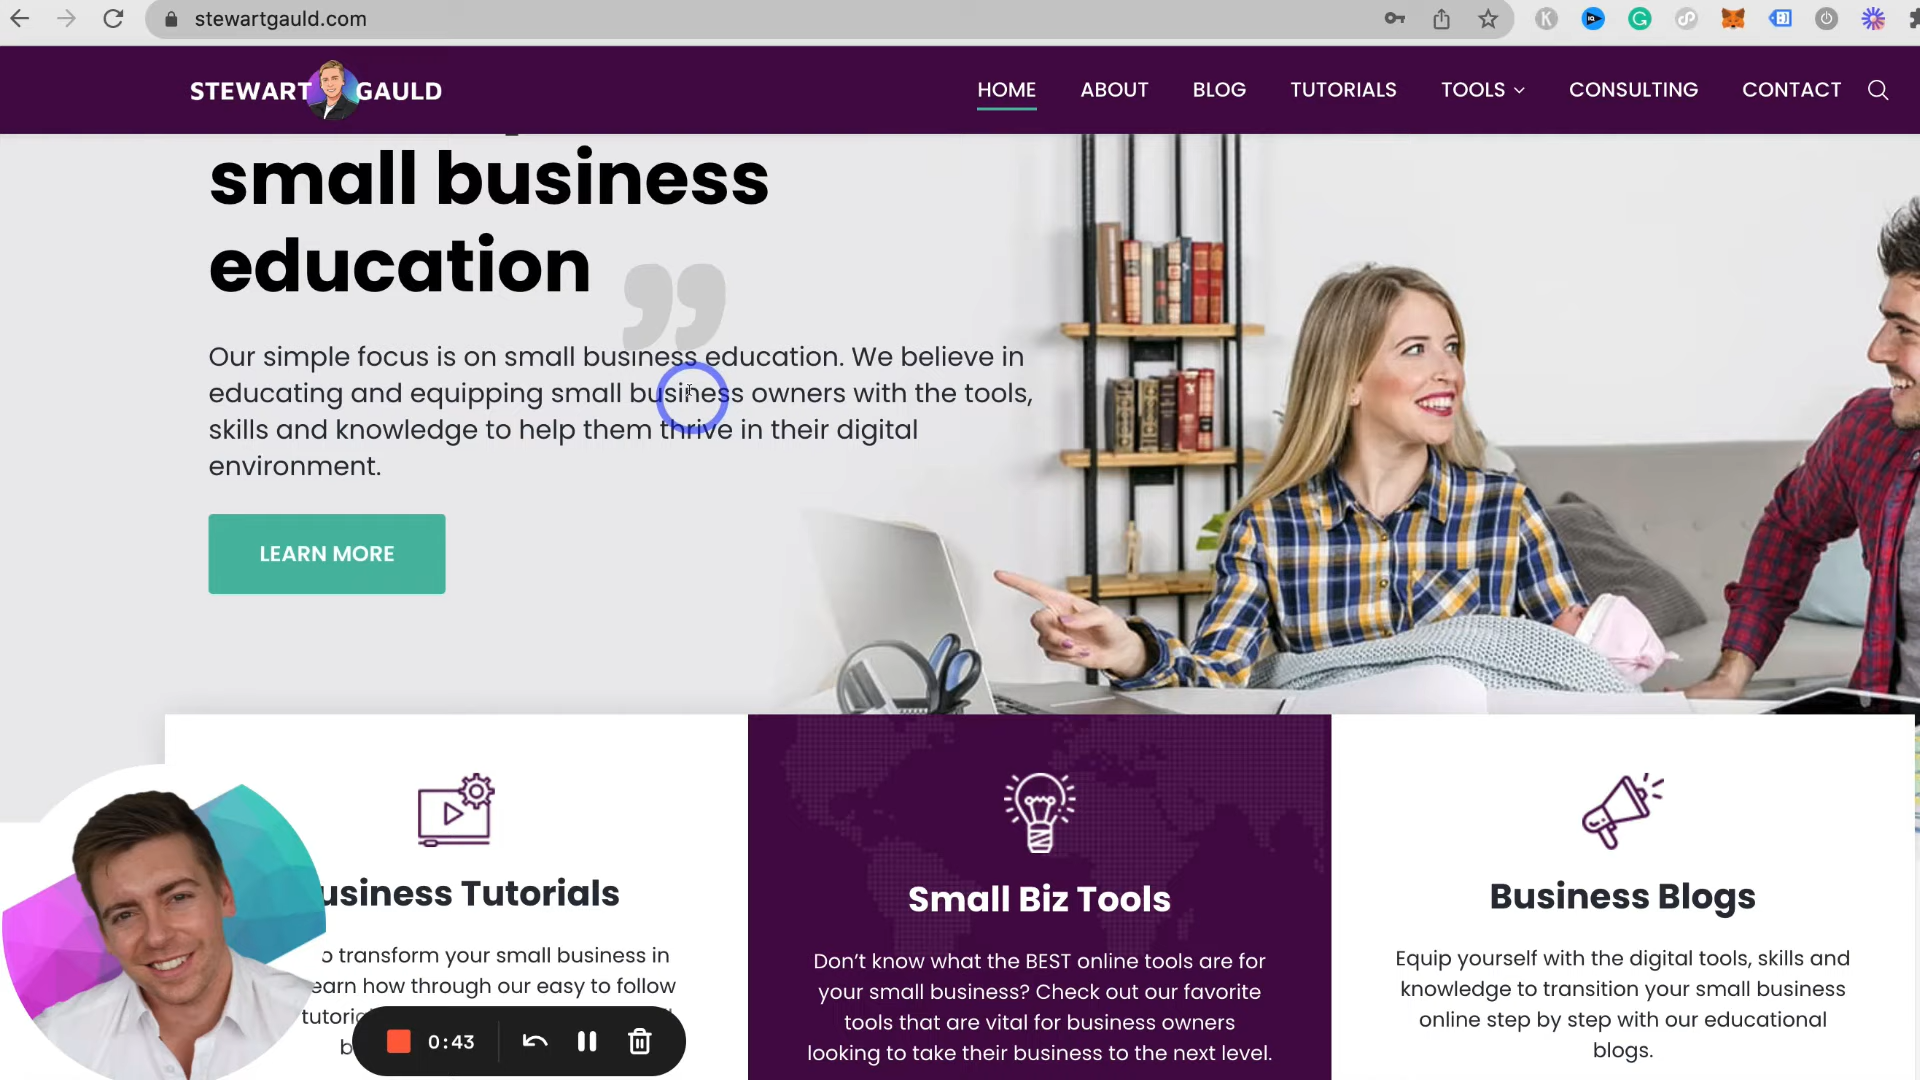 stewartgauld.com
STEWART GAULD
HOME ABOUT BLOG TUTORIALS TOOLS CONSULTING CONTACT
small business
education
Our simple focus is on small business education. We believe in
educating and equipping small business owners with the tools,
skills and knowledge to help them thrive in their digital
environment.
LEARN MORE
usiness Tutorials
o transform your small business in
earn how through our easy to follow
tutori
b
0:43
Small Biz Tools
Don't know what the BEST online tools are for
your small business? Check out our favorite
tools that are vital for business owners
looking to take their business to the next level.
Business Blogs
Equip yourself with the digital tools, skills and
knowledge to transition your small business
online step by step with our educational
blogs.